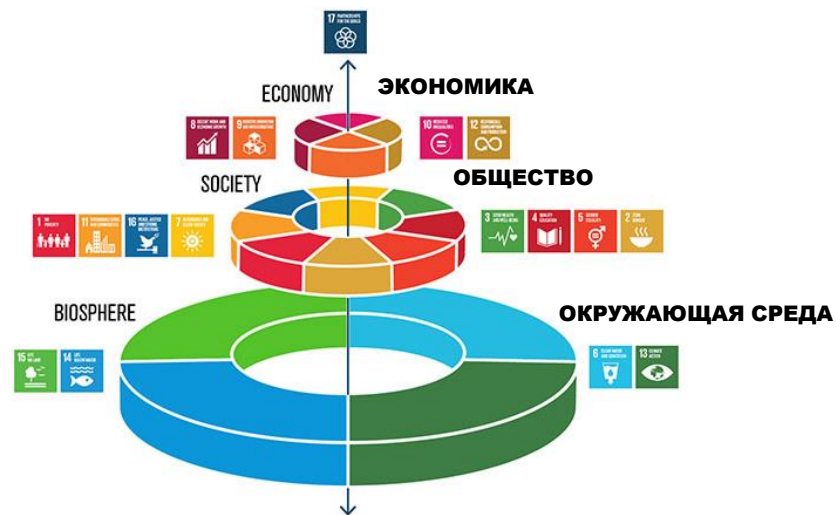 17 PARTNERSHIPS
FOR THE GOALS
ECONOMY
ЭКОНОМИКА
8 DECENT WORK AND
ECONOMIC GROWTH
9 INDUSTRY, INNOVATION
AND INFRASTRUCTURE
10 REDUCED
INEQUALITIES
12 RESPONSIBLE
CONSUMPTION
AND PRODUCTION
SOCIETY
ОБЩЕСТВО
1 NO
POVERTY
11 SUSTAINABLE CITIES
AND COMMUNITIES
16 PEACE, JUSTICE
AND STRONG
INSTITUTIONS
7 AFFORDABLE AND
CLEAN ENERGY
3 GOOD HEALTH
AND WELL-BEING
4 QUALITY
EDUCATION
5 GENDER
EQUALITY
2 ZERO
HUNGER
BIOSPHERE
ОКРУЖАЮЩАЯ СРЕДА
15 LIFE
ON LAND
14 LIFE
BELOW WATER
6 CLEAN WATER
AND SANITATION
13 CLIMATE
ACTION